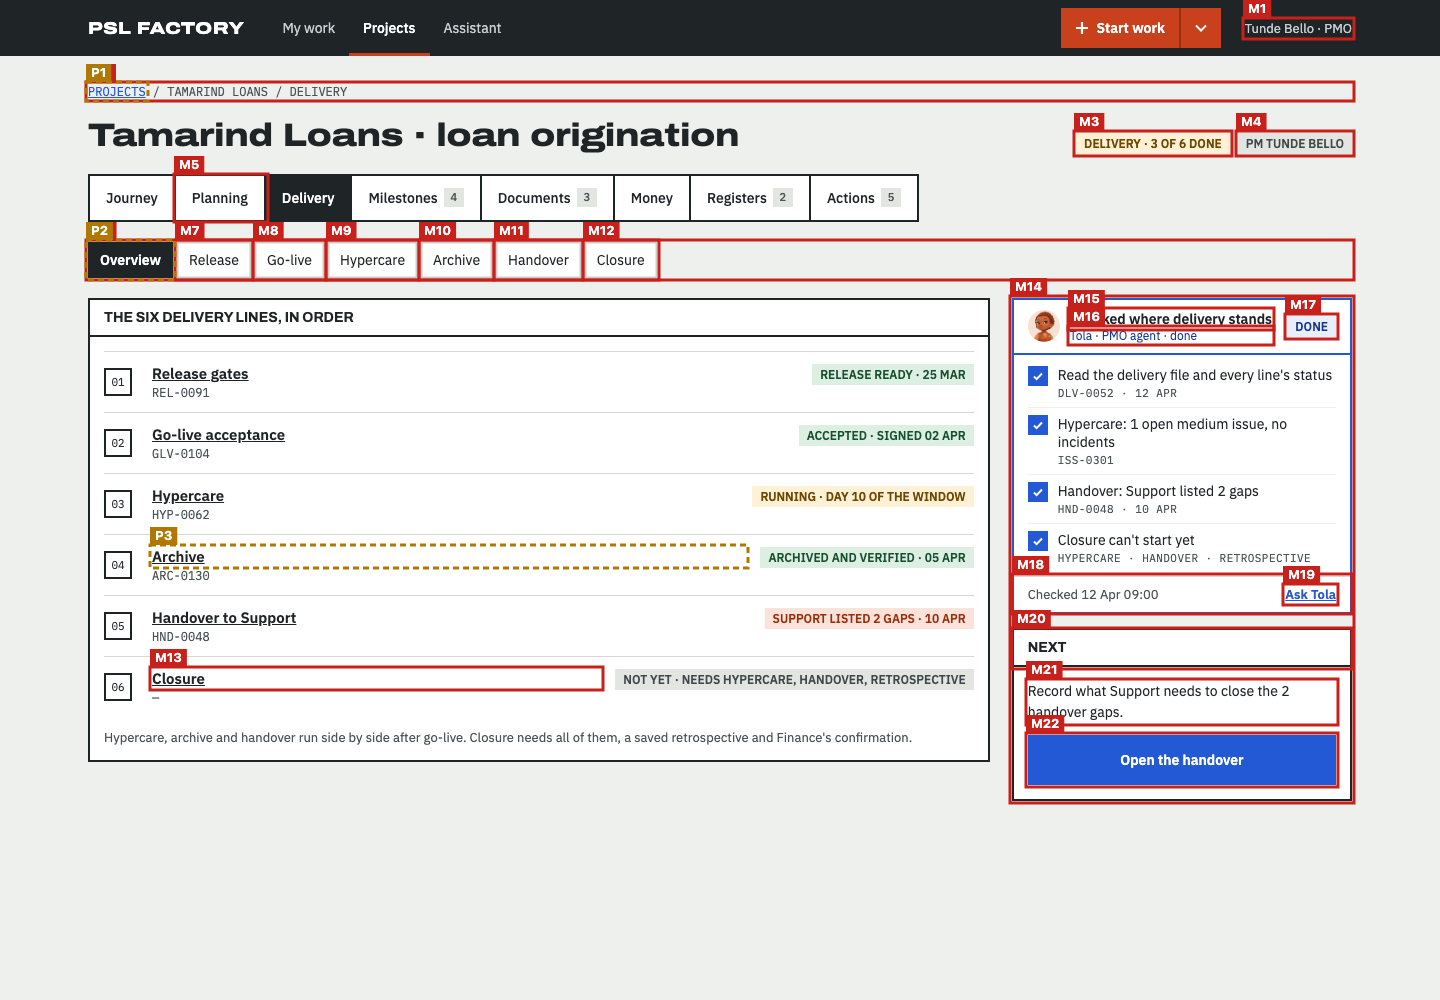 PSL FACTORY
My work
Projects
Assistant
+ Start work
M1
Tunde Bello · PMO
P1
PROJECTS / TAMARIND LOANS / DELIVERY
Tamarind Loans · loan origination
M3
DELIVERY · 3 OF 6 DONE
M4
PM TUNDE BELLO
M5
Journey
Planning
Delivery
Milestones 4
Documents 3
Money
Registers 2
Actions 5
P2
M7
M8
M9
M10
M11
M12
Overview
Release
Go-live
Hypercare
Archive
Handover
Closure
THE SIX DELIVERY LINES, IN ORDER
01
Release gates
REL-0091
RELEASE READY · 25 MAR
02
Go-live acceptance
GLV-0104
ACCEPTED · SIGNED 02 APR
03
Hypercare
HYP-0062
RUNNING · DAY 10 OF THE WINDOW
P3
04
Archive
ARC-0130
ARCHIVED AND VERIFIED · 05 APR
05
Handover to Support
HND-0048
SUPPORT LISTED 2 GAPS · 10 APR
M13
06
Closure
—
NOT YET · NEEDS HYPERCARE, HANDOVER, RETROSPECTIVE
Hypercare, archive and handover run side by side after go-live. Closure needs all of them, a saved retrospective and Finance's confirmation.
M14
M15
M16
M17
where delivery stands
Tola · PMO agent · done
DONE
Read the delivery file and every line's status
DLV-0052 · 12 APR
Hypercare: 1 open medium issue, no
incidents
ISS-0301
Handover: Support listed 2 gaps
HND-0048 · 10 APR
Closure can't start yet
HYPERCARE · HANDOVER · RETROSPECTIVE
M18
M19
Checked 12 Apr 09:00
Ask Tola
M20
NEXT
M21
Record what Support needs to close the 2
handover gaps.
M22
Open the handover